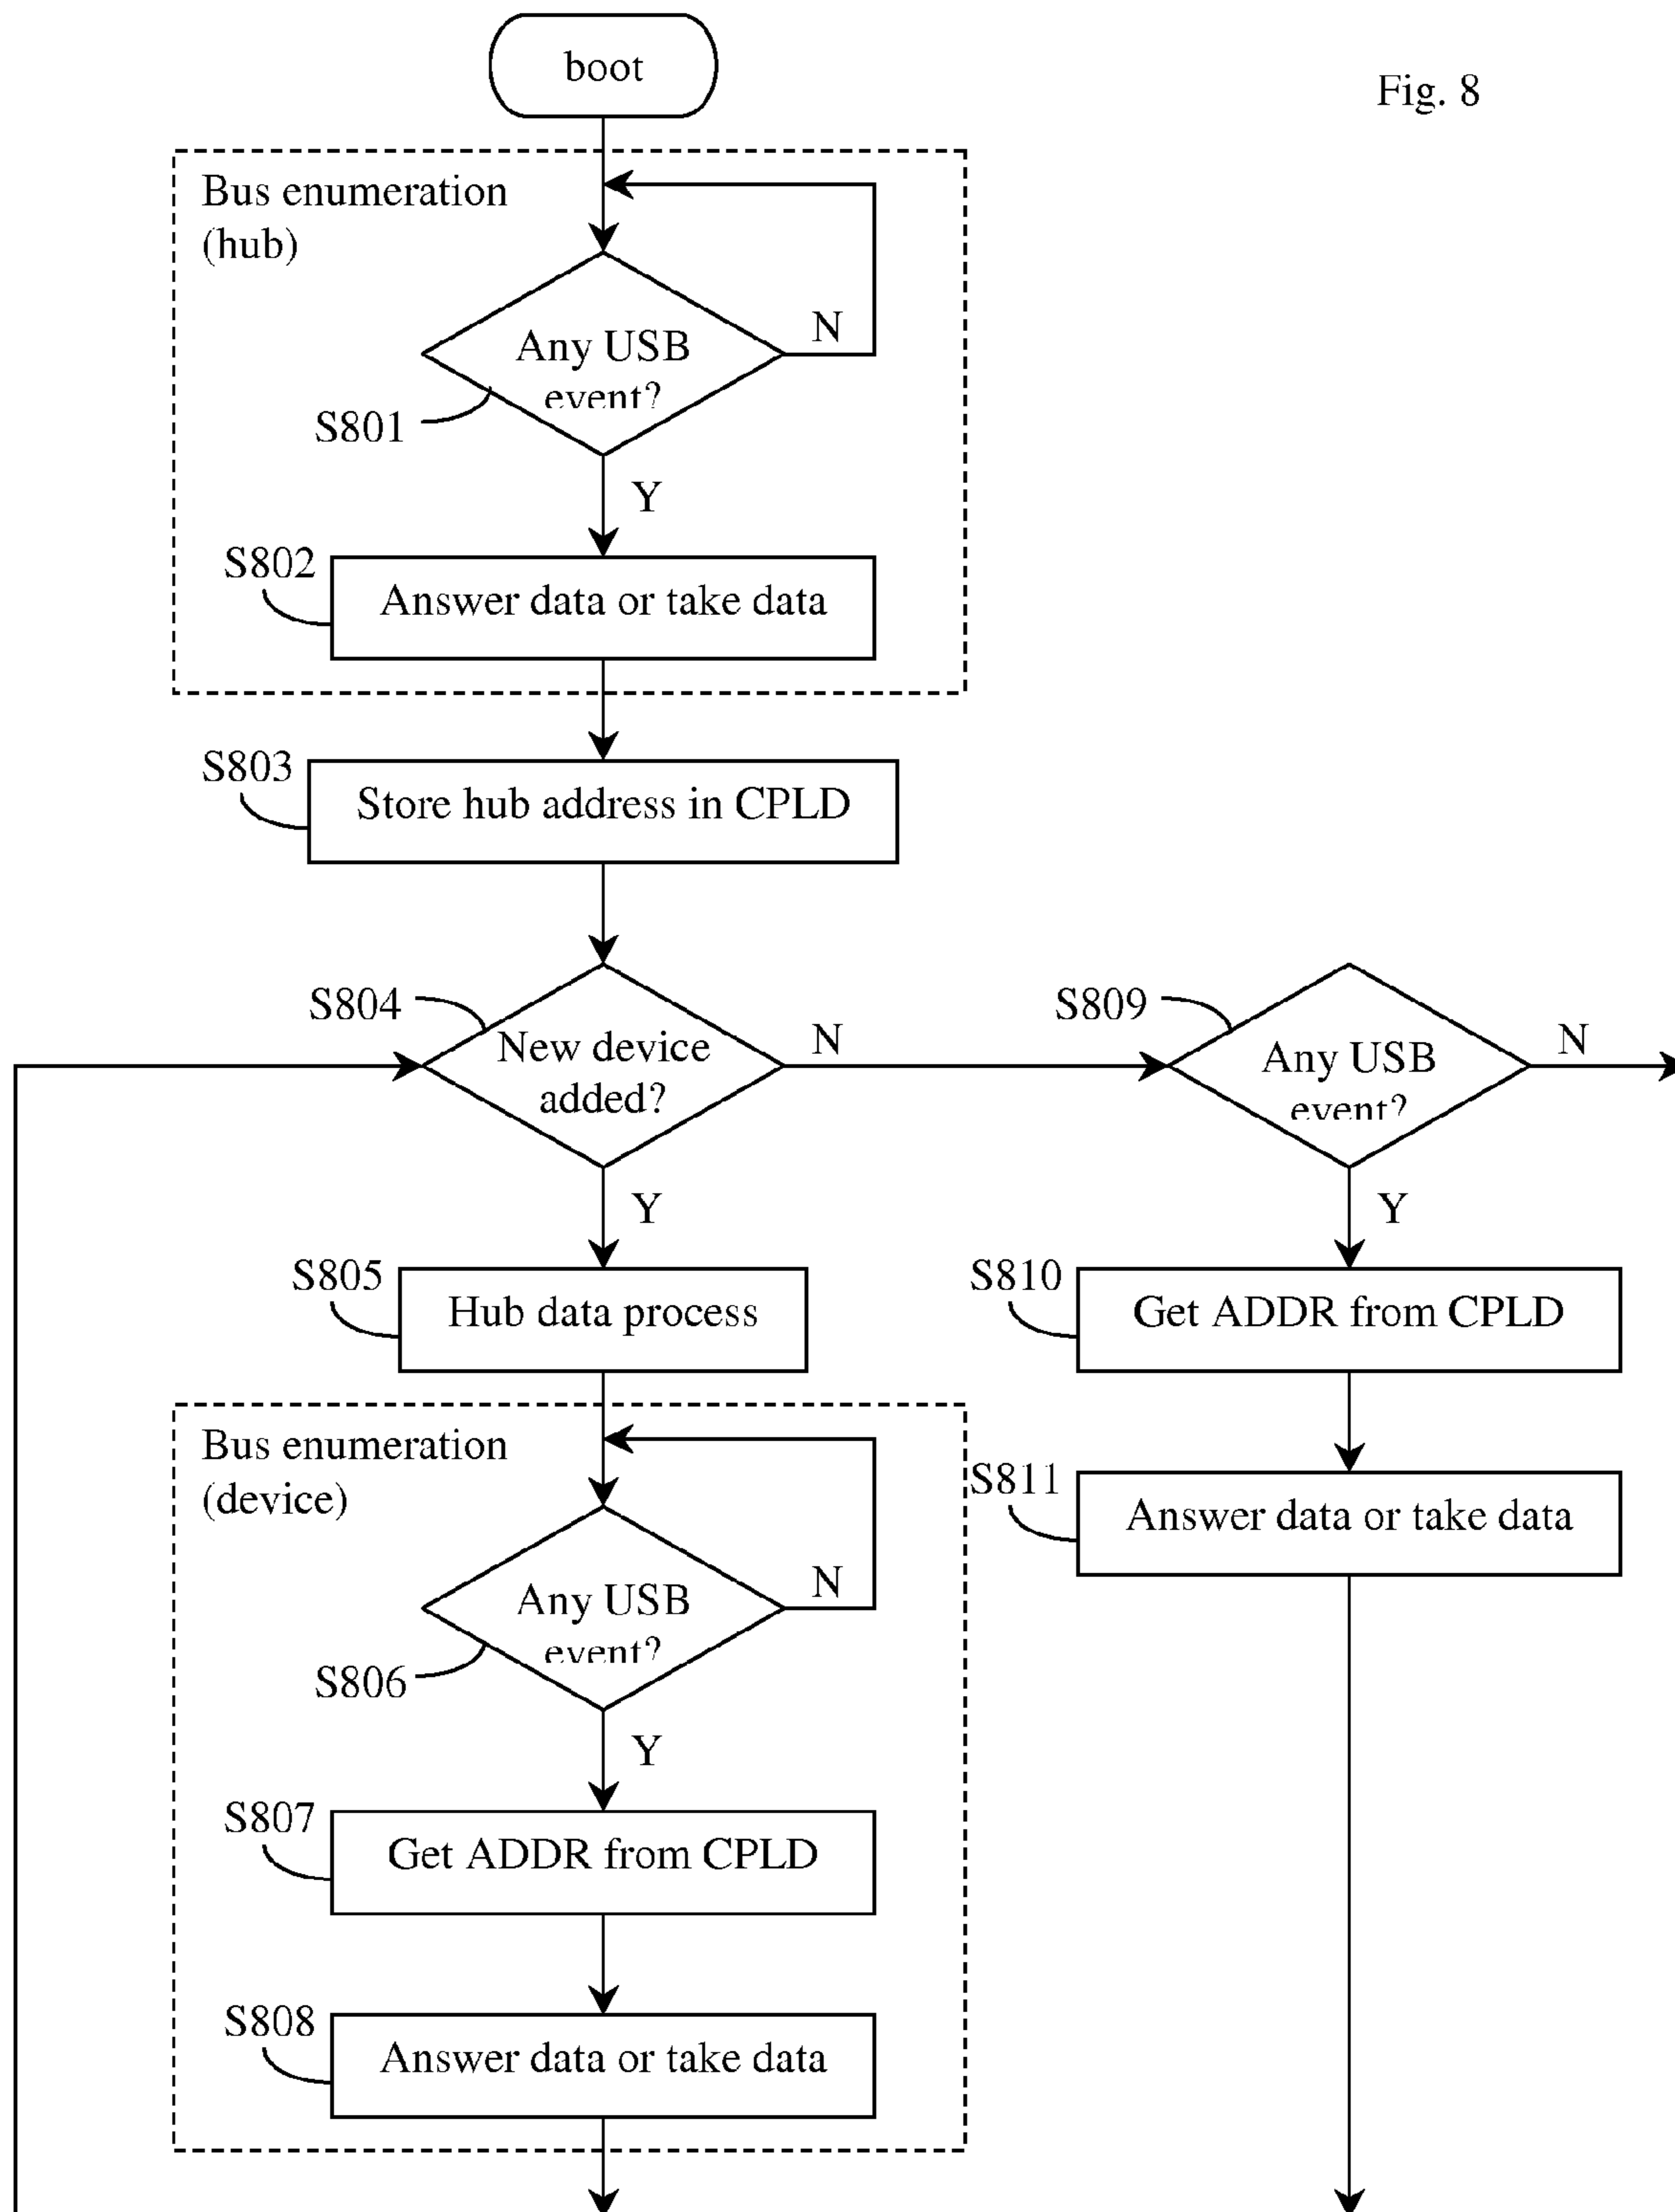 boot
Fig. 8
Bus enumeration
(hub)
Any USB
event?
N
S801
Y
S802
Answer data or take data
S803
Store hub address in CPLD
S804
New device
added?
N
S809
Any USB
event?
N
Y
Y
S805
Hub data process
S810
Get ADDR from CPLD
Bus enumeration
(device)
S811
Answer data or take data
Any USB
event?
N
S806
Y
S807
Get ADDR from CPLD
S808
Answer data or take data